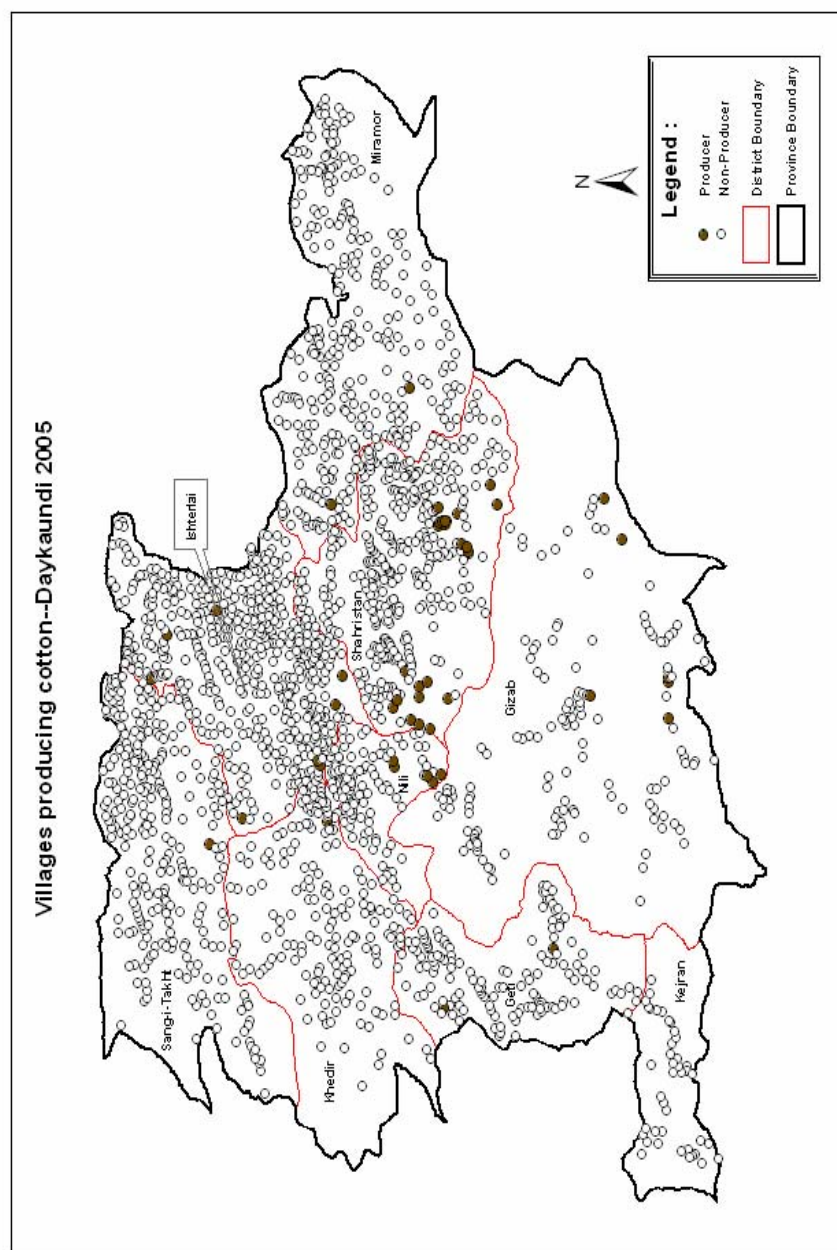 Villages producing cotton--Daykaundi 2005
Ishterlai
Miramor
Sang-i-Takht
Shahristan
Khedir
Nili
Gizab
Geti
Kejran
N
Legend :
Producer
Non-Producer
District Boundary
Province Boundary